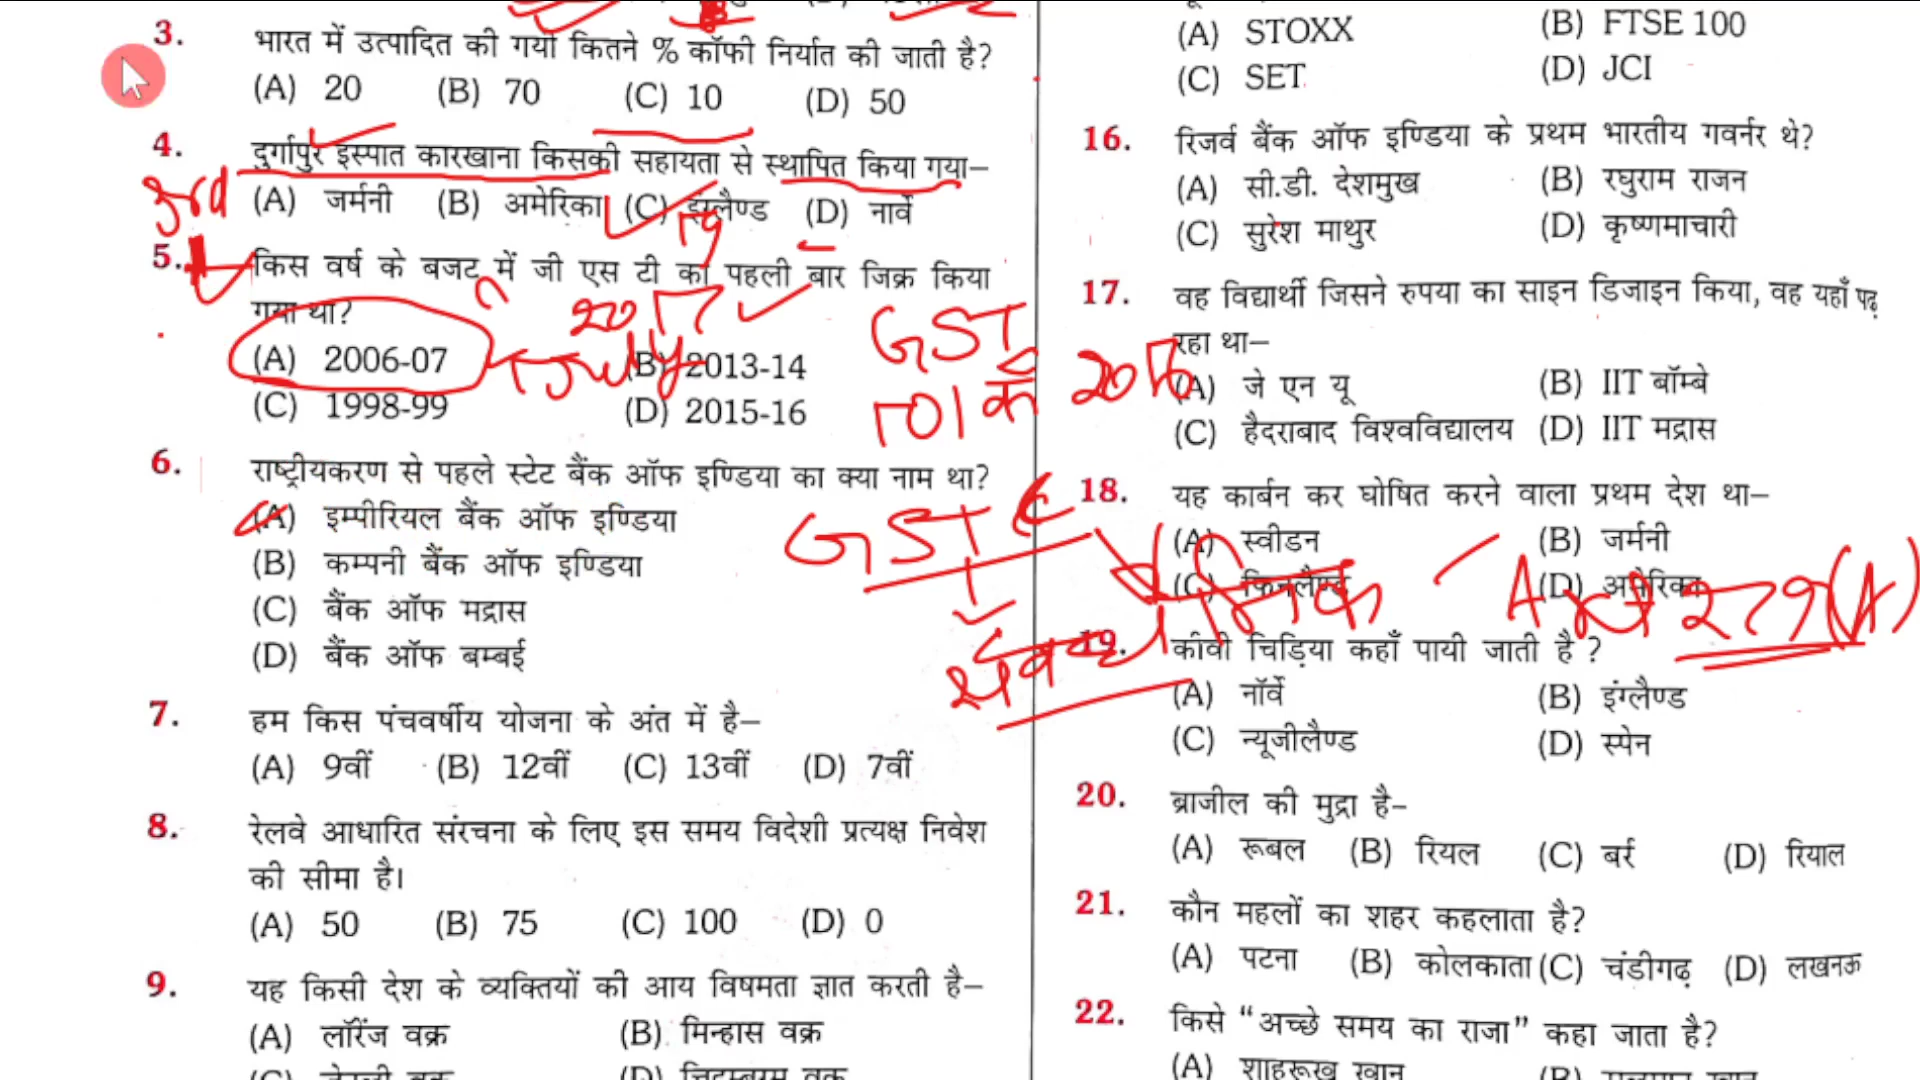 3. भारत में उत्पादित की गयी कितने % कॉफी निर्यात की जाती है?
(A) 20 (B) 70 (C) 10 (D) 50
4. दुर्गापुर इस्पात कारखाना किसकी सहायता से स्थापित किया गया–
(A) जर्मनी (B) अमेरिका (C) इंग्लैण्ड (D) नार्वे
3rd
19
5. किस वर्ष के बजट में जी एस टी का पहली बार जिक्र किया
गया था?
(A) 2006-07 (B) 2013-14
(C) 1998-99 (D) 2015-16
2017
July
GST
101 क 2016
6. राष्ट्रीयकरण से पहले स्टेट बैंक ऑफ इण्डिया का क्या नाम था?
(A) इम्पीरियल बैंक ऑफ इण्डिया
(B) कम्पनी बैंक ऑफ इण्डिया
(C) बैंक ऑफ मद्रास
(D) बैंक ऑफ बम्बई
GST C
7. हम किस पंचवर्षीय योजना के अंत में है–
(A) 9वीं (B) 12वीं (C) 13वीं (D) 7वीं
8. रेलवे आधारित संरचना के लिए इस समय विदेशी प्रत्यक्ष निवेश
की सीमा है।
(A) 50 (B) 75 (C) 100 (D) 0
9. यह किसी देश के व्यक्तियों की आय विषमता ज्ञात करती है–
(A) लॉरेंज वक्र (B) मिन्हास वक्र
(A) STOXX (B) FTSE 100
(C) SET (D) JCI
16. रिजर्व बैंक ऑफ इण्डिया के प्रथम भारतीय गवर्नर थे?
(A) सी.डी. देशमुख (B) रघुराम राजन
(C) सुरेश माथुर (D) कृष्णमाचारी
17. वह विद्यार्थी जिसने रुपया का साइन डिजाइन किया, वह यहाँ पढ़
रहा था–
(A) जे एन यू (B) IIT बॉम्बे
(C) हैदराबाद विश्वविद्यालय (D) IIT मद्रास
18. यह कार्बन कर घोषित करने वाला प्रथम देश था–
(A) स्वीडन (B) जर्मनी
(C) फिनलैण्ड (D) अमेरिका
279(A)
19. कीवी चिड़िया कहाँ पायी जाती है ?
(A) नॉर्वे (B) इंग्लैण्ड
(C) न्यूजीलैण्ड (D) स्पेन
20. ब्राजील की मुद्रा है–
(A) रूबल (B) रियल (C) बर्र (D) रियाल
21. कौन महलों का शहर कहलाता है?
(A) पटना (B) कोलकाता (C) चंडीगढ़ (D) लखनऊ
22. किसे “अच्छे समय का राजा” कहा जाता है?
(A) शाहरूख खान